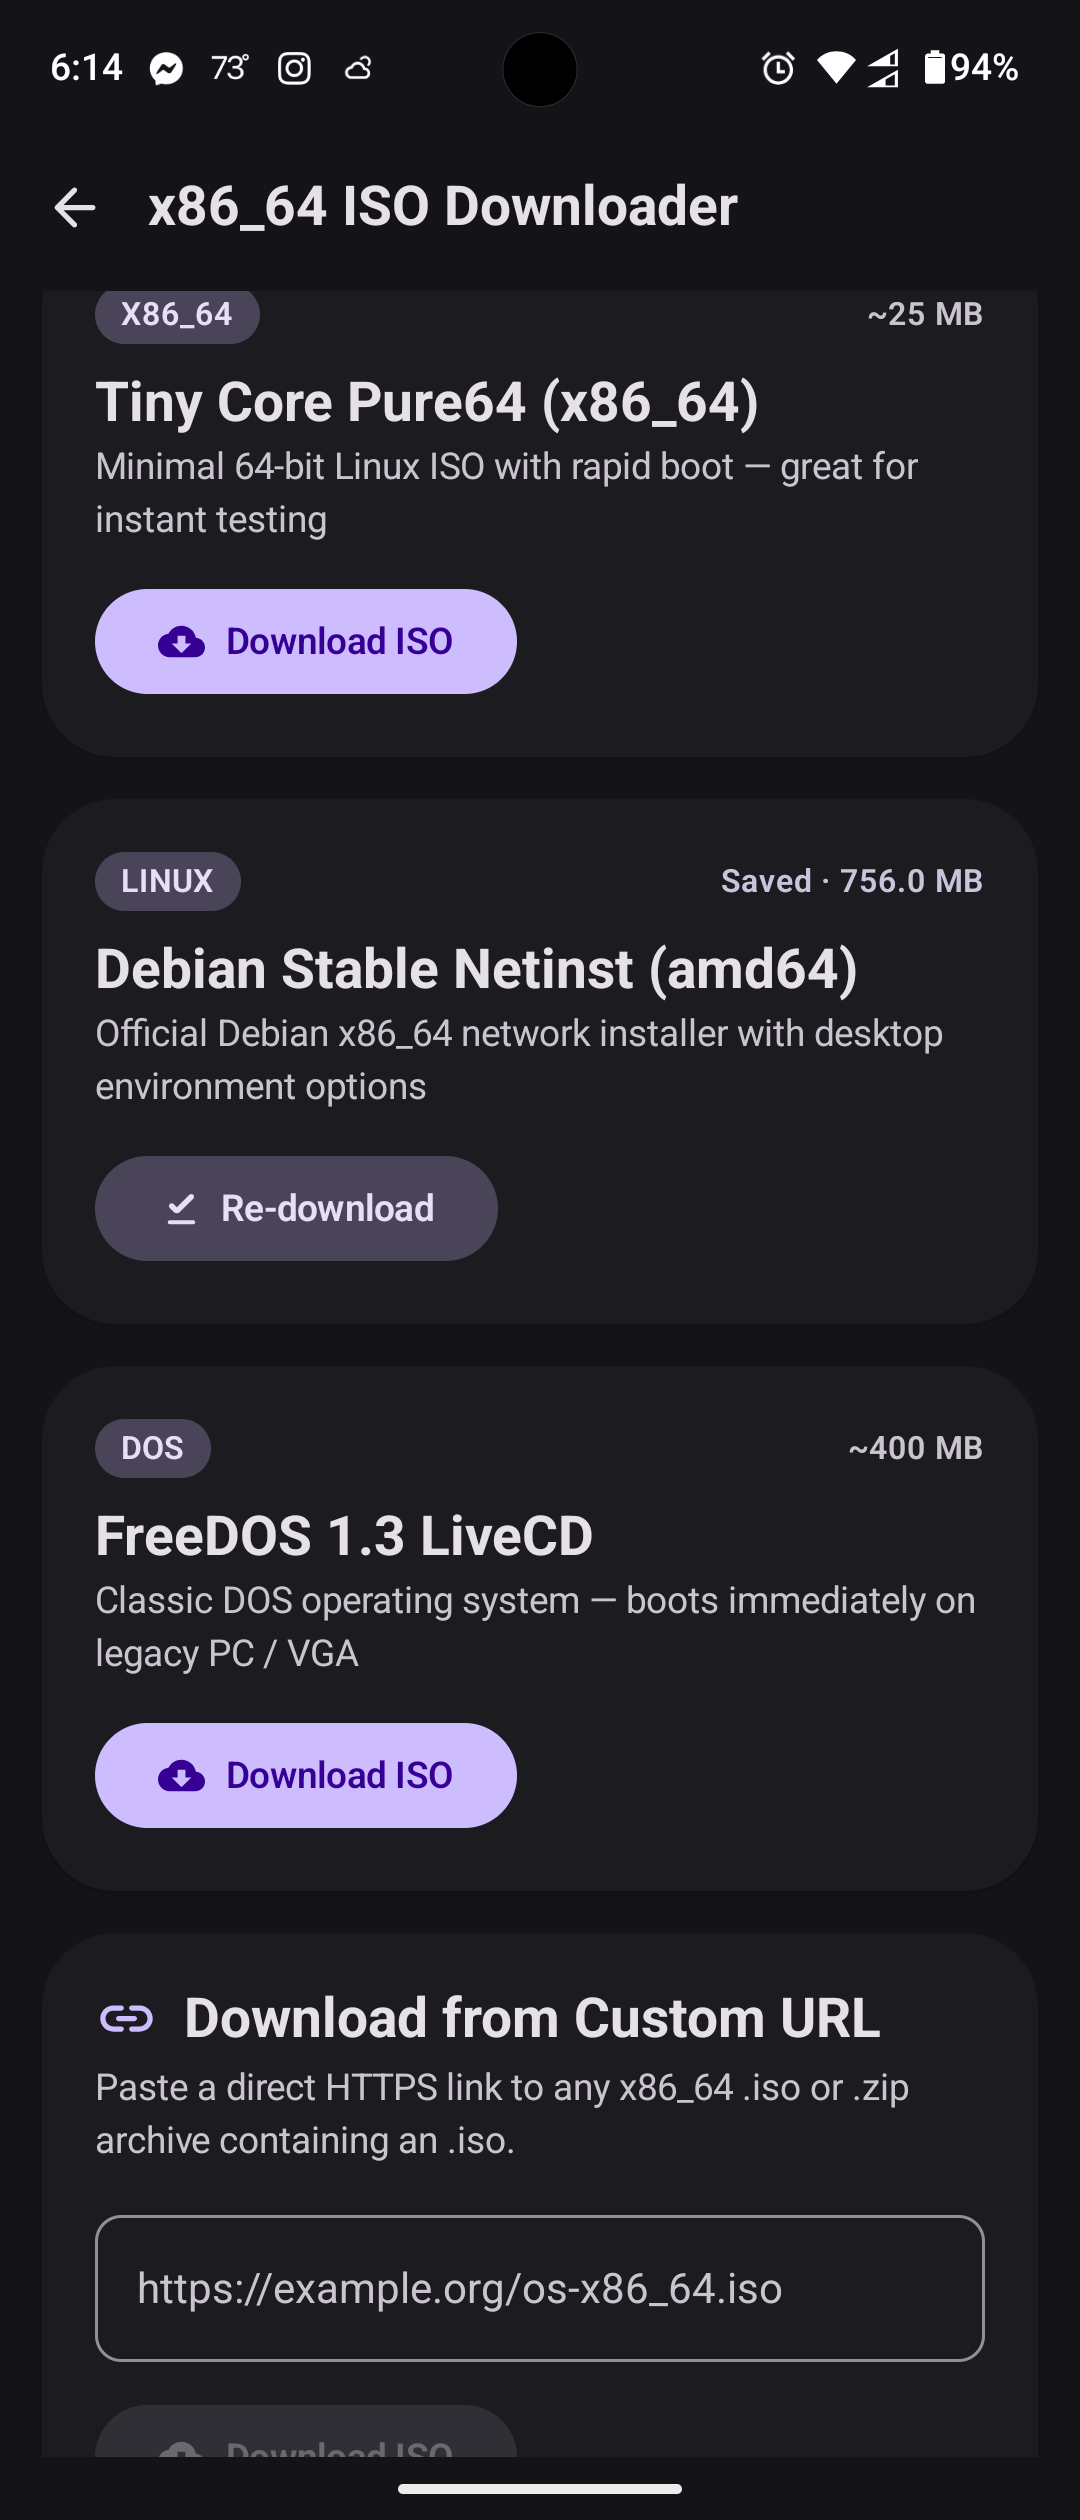 6:14 73° 94%
x86_64 ISO Downloader
X86_64 ~25 MB
Tiny Core Pure64 (x86_64)
Minimal 64-bit Linux ISO with rapid boot — great for
instant testing
Download ISO
LINUX Saved · 756.0 MB
Debian Stable Netinst (amd64)
Official Debian x86_64 network installer with desktop
environment options
Re-download
DOS ~400 MB
FreeDOS 1.3 LiveCD
Classic DOS operating system — boots immediately on
legacy PC / VGA
Download ISO
Download from Custom URL
Paste a direct HTTPS link to any x86_64 .iso or .zip
archive containing an .iso.
https://example.org/os-x86_64.iso
Download ISO